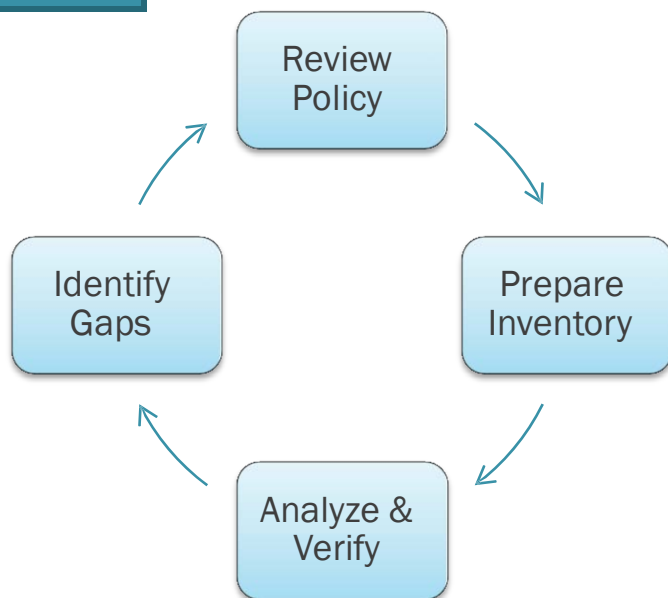 Review
Policy
Prepare
Inventory
Analyze &
Verify
Identify
Gaps